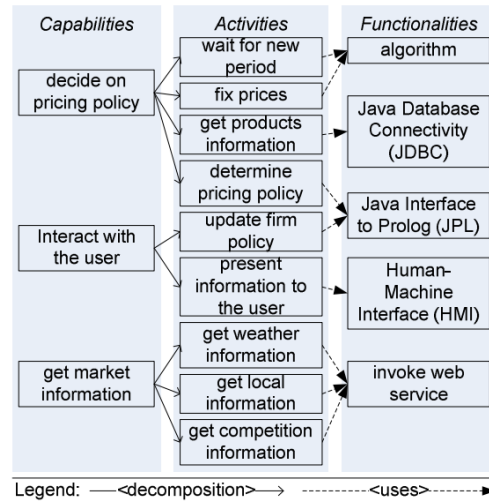 Capabilities
Activities
Functionalities
decide on
pricing policy
Interact with
the user
get market
information
wait for new
period
fix prices
get products
information
determine
pricing policy
update firm
policy
present
information to
the user
get weather
information
get local
information
get competition
information
algorithm
Java Database
Connectivity
(JDBC)
Java Interface
to Prolog (JPL)
Human-
Machine
Interface (HMI)
invoke web
service
Legend: <decomposition> <uses>